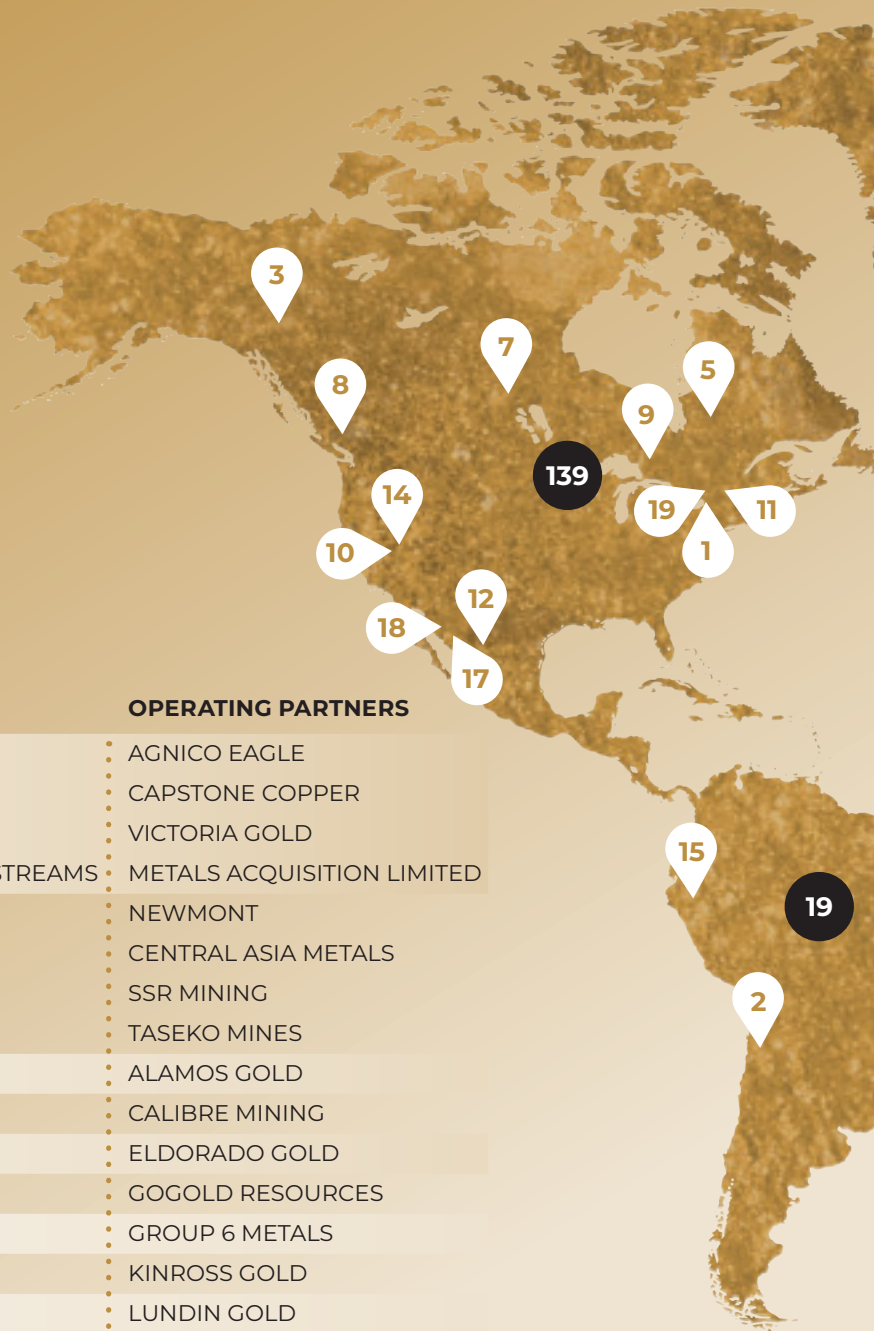 3
7
5
8
9
139
14
19
11
10
1
12
18
17
OPERATING PARTNERS
AGNICO EAGLE
CAPSTONE COPPER
VICTORIA GOLD
15
STREAMS METALS ACQUISITION LIMITED
19
NEWMONT
CENTRAL ASIA METALS
SSR MINING
2
TASEKO MINES
ALAMOS GOLD
CALIBRE MINING
ELDORADO GOLD
GOGOLD RESOURCES
GROUP 6 METALS
KINROSS GOLD
LUNDIN GOLD